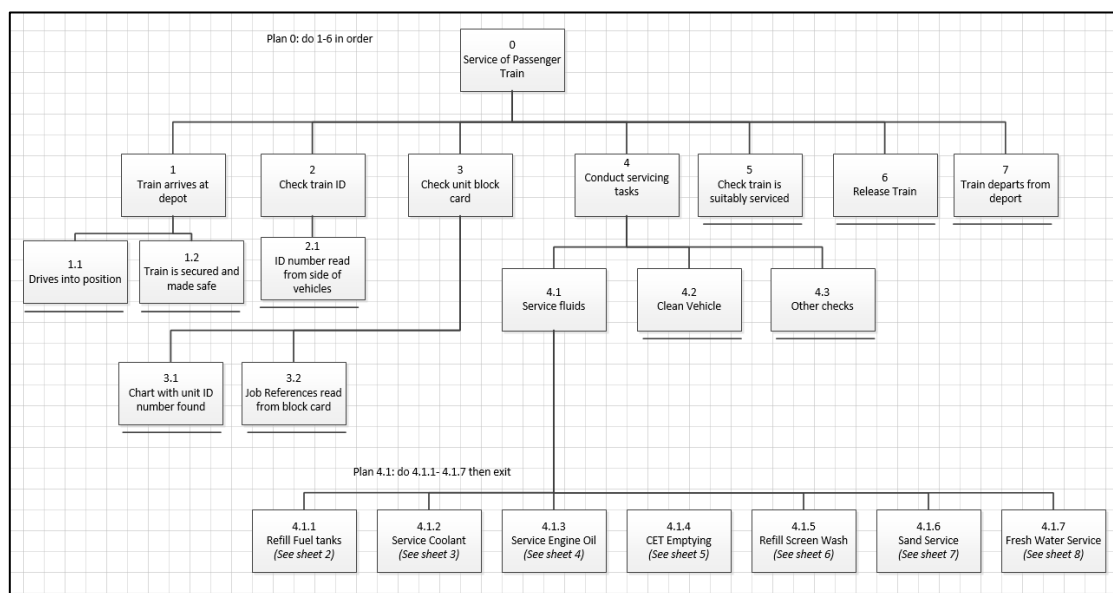 Plan 0: do 1-6 in order
0
Service of Passenger
Train
1
Train arrives at
depot
2
Check train ID
3
Check unit block
card
4
Conduct servicing
tasks
5
Check train is
suitably serviced
6
Release Train
7
Train departs from
deport
1.1
Drives into position
1.2
Train is secured and
made safe
2.1
ID number read
from side of
vehicles
4.1
Service fluids
4.2
Clean Vehicle
4.3
Other checks
3.1
Chart with unit ID
number found
3.2
Job References read
from block card
Plan 4.1: do 4.1.1- 4.1.7 then exit
4.1.1
Refill Fuel tanks
(See sheet 2)
4.1.2
Service Coolant
(See sheet 3)
4.1.3
Service Engine Oil
(See sheet 4)
4.1.4
CET Emptying
(See sheet 5)
4.1.5
Refill Screen Wash
(See sheet 6)
4.1.6
Sand Service
(See sheet 7)
4.1.7
Fresh Water Service
(See sheet 8)